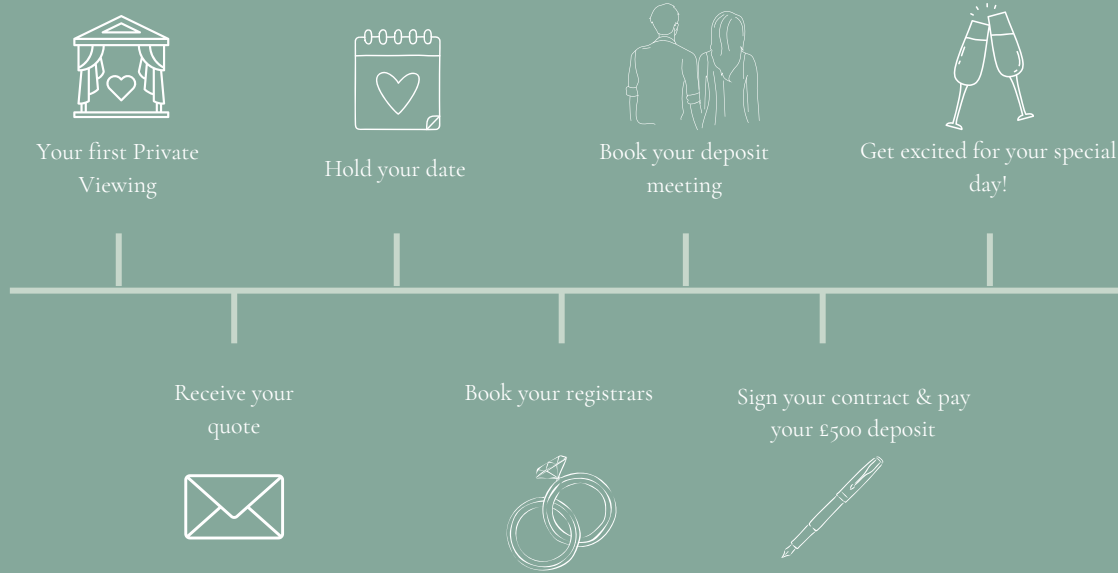 Your first Private
Viewing
Receive your
quote
Hold your date
Book your registrars
Book your deposit
meeting
Sign your contract & pay
your £500 deposit
Get excited for your special
day!